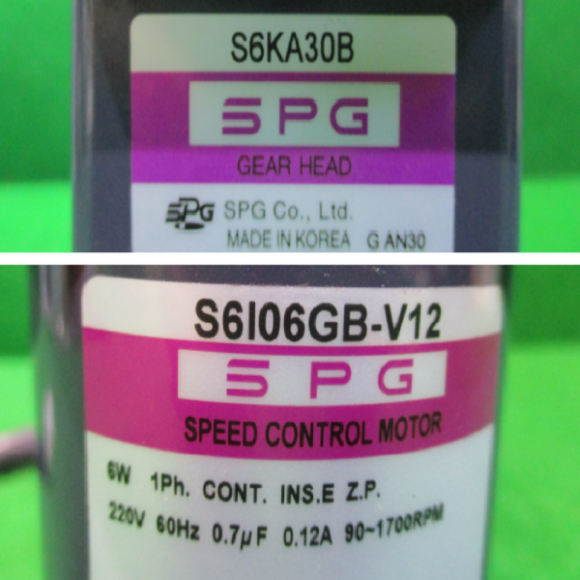 S6KA30B
SPG
GEAR HEAD
SPG SPG Co., Ltd.
MADE IN KOREA G AN30
S6I06GB-V12
SPG
SPEED CONTROL MOTOR
6W 1Ph. CONT. INS.E Z.P.
220V 60Hz 0.7μF 0.12A 90~1700RPM